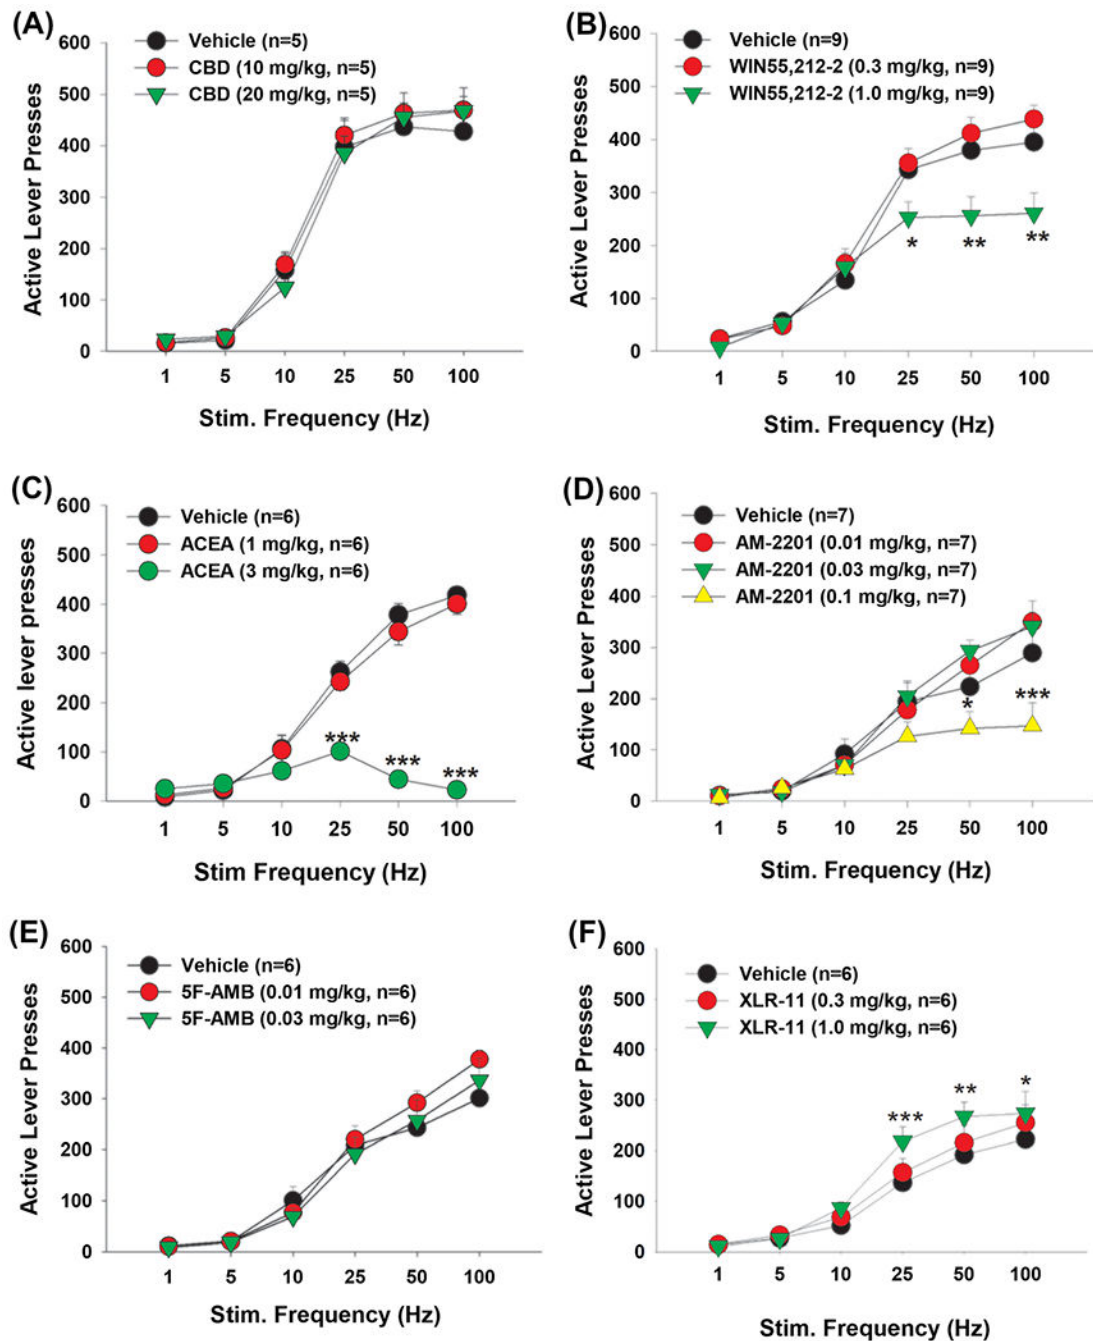 (A)
600
500
400
300
200
100
0
Active Lever Presses
Vehicle (n=5)
CBD (10 mg/kg, n=5)
CBD (20 mg/kg, n=5)
1 5 10 25 50 100
Stim. Frequency (Hz)
(B)
600
500
400
300
200
100
0
Active Lever Presses
Vehicle (n=9)
WIN55,212-2 (0.3 mg/kg, n=9)
WIN55,212-2 (1.0 mg/kg, n=9)
* ** **
1 5 10 25 50 100
Stim. Frequency (Hz)
(C)
600
500
400
300
200
100
0
Active lever presses
Vehicle (n=6)
ACEA (1 mg/kg, n=6)
ACEA (3 mg/kg, n=6)
*** *** ***
1 5 10 25 50 100
Stim Frequency (Hz)
(D)
600
500
400
300
200
100
0
Active Lever Presses
Vehicle (n=7)
AM-2201 (0.01 mg/kg, n=7)
AM-2201 (0.03 mg/kg, n=7)
AM-2201 (0.1 mg/kg, n=7)
* ***
1 5 10 25 50 100
Stim. Frequency (Hz)
(E)
600
500
400
300
200
100
0
Active Lever Presses
Vehicle (n=6)
5F-AMB (0.01 mg/kg, n=6)
5F-AMB (0.03 mg/kg, n=6)
1 5 10 25 50 100
Stim. Frequency (Hz)
(F)
600
500
400
300
200
100
0
Active Lever Presses
Vehicle (n=6)
XLR-11 (0.3 mg/kg, n=6)
XLR-11 (1.0 mg/kg, n=6)
*** ** *
1 5 10 25 50 100
Stim. Frequency (Hz)